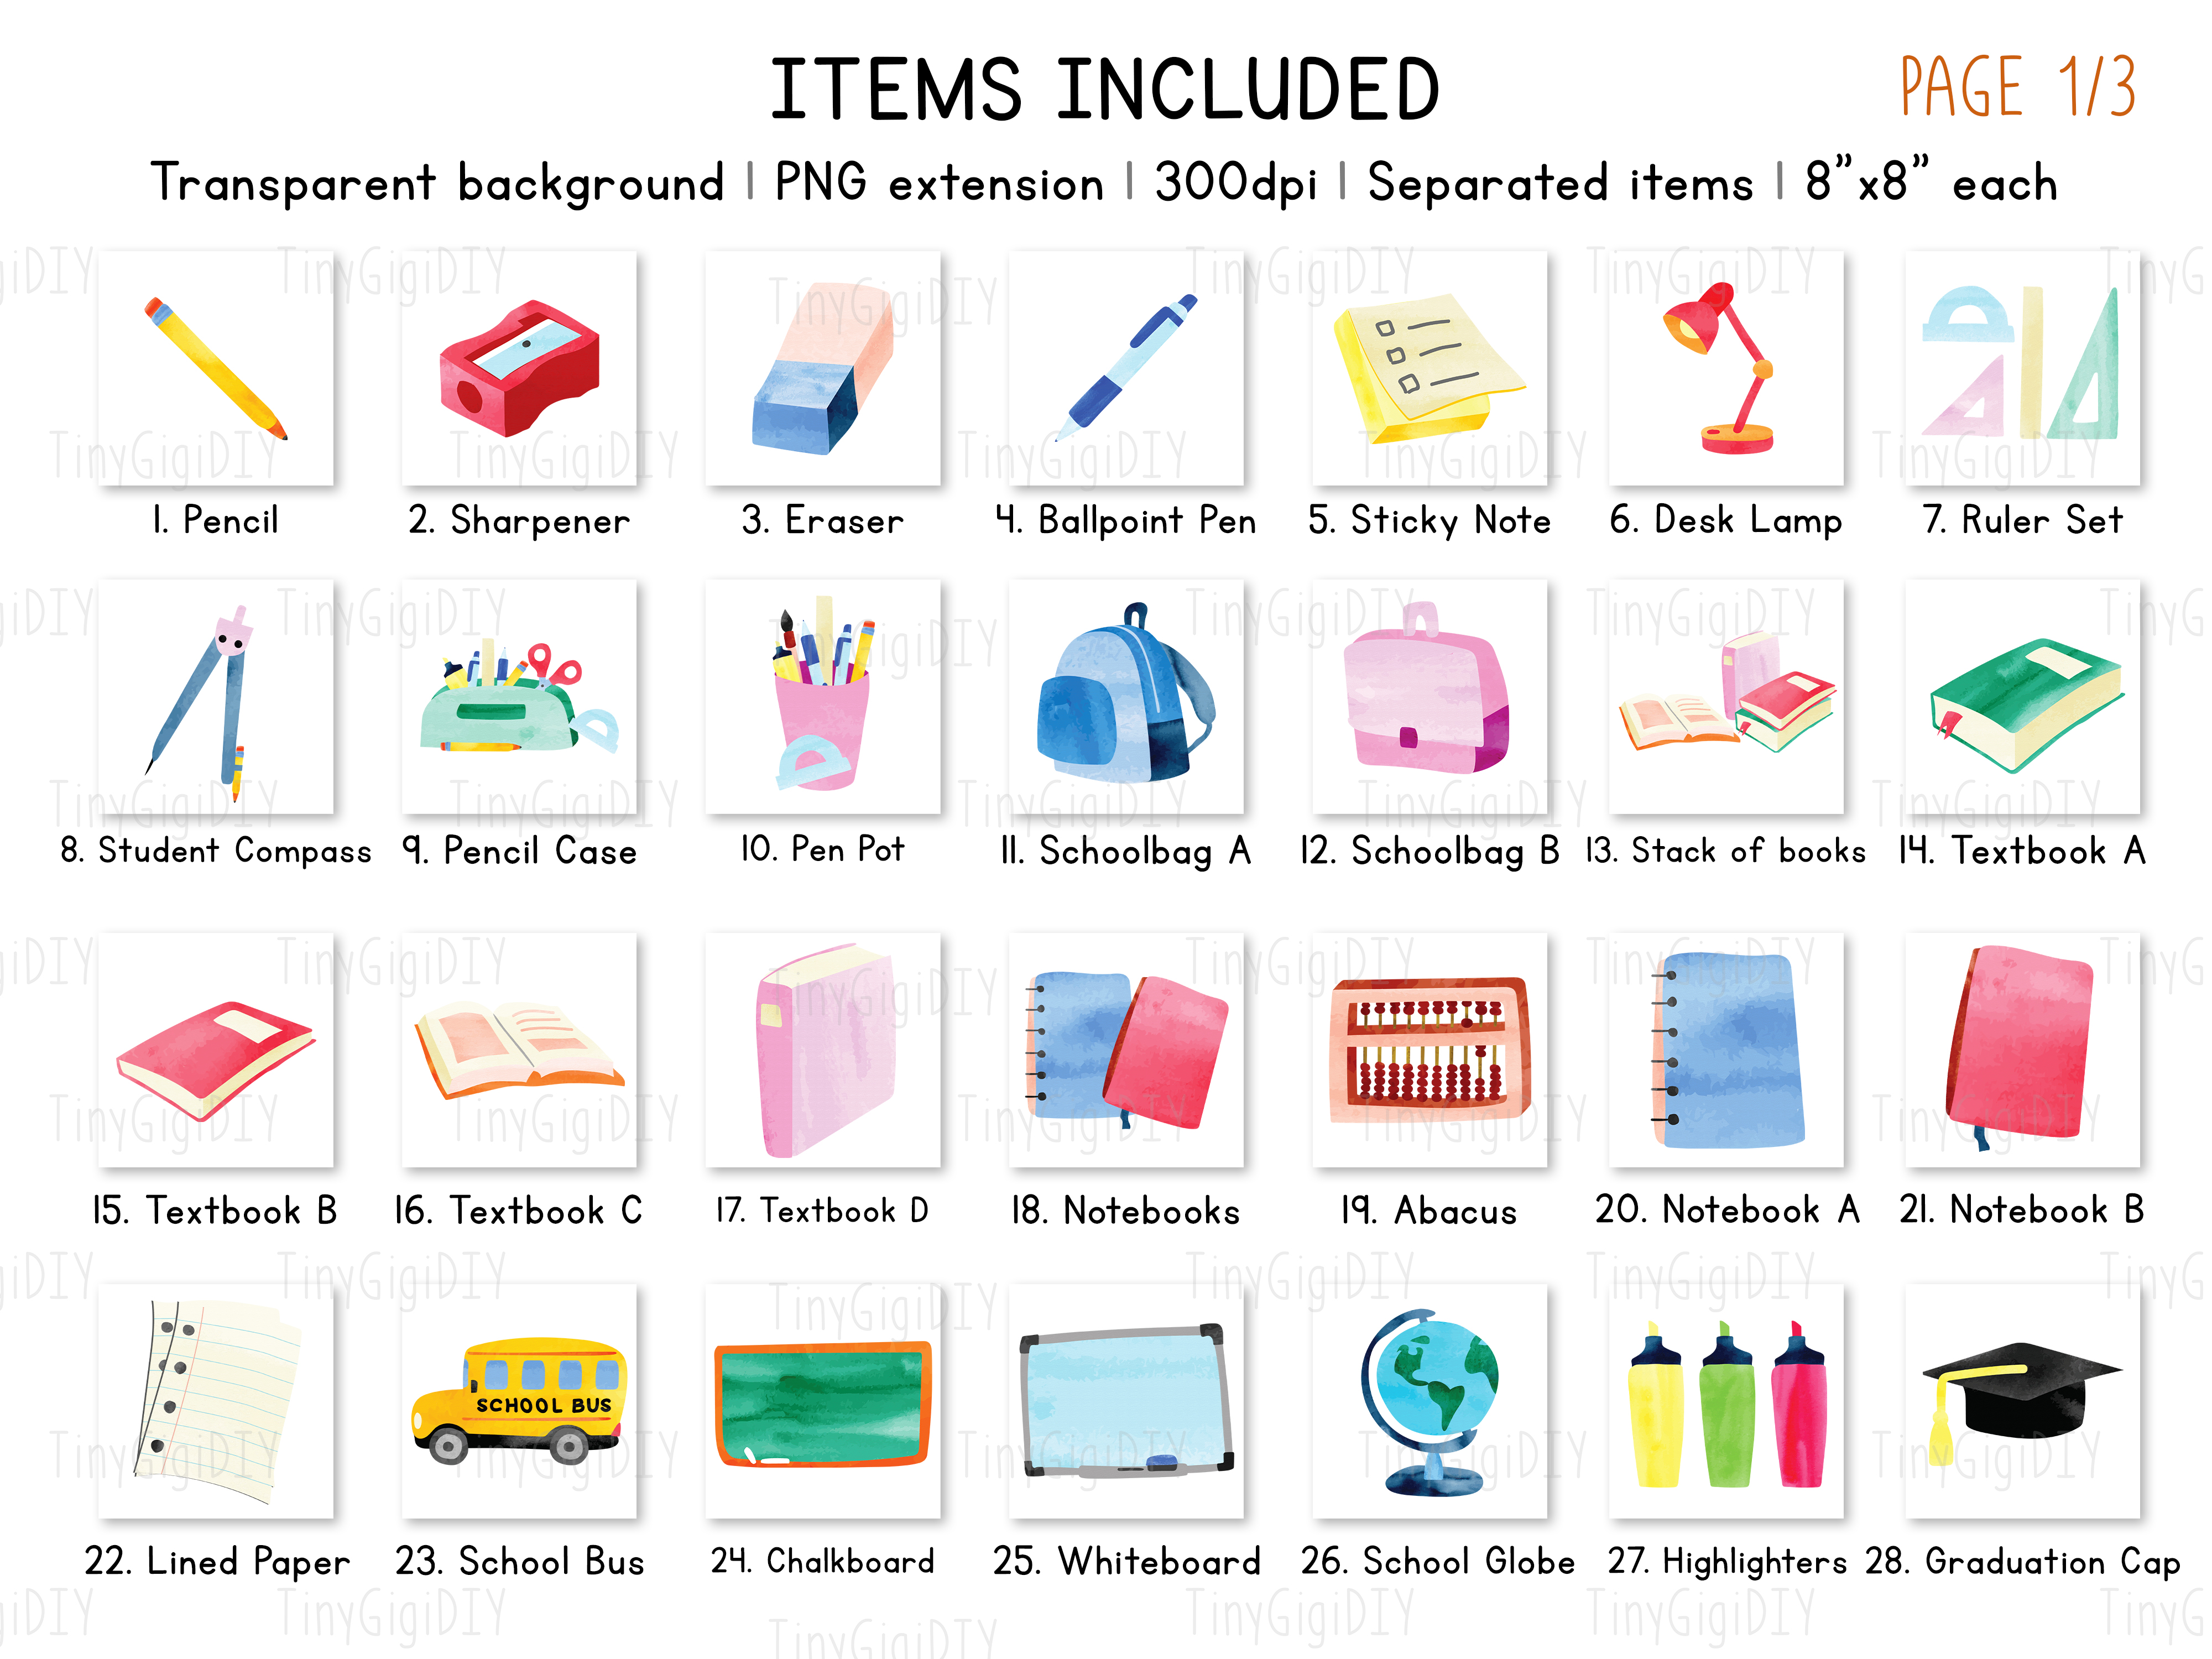 ITEMS INCLUDED
PAGE 1/3
Transparent background | PNG extension | 300dpi | Separated items | 8”x8” each
1. Pencil
2. Sharpener
3. Eraser
4. Ballpoint Pen
5. Sticky Note
6. Desk Lamp
7. Ruler Set
8. Student Compass
9. Pencil Case
10. Pen Pot
11. Schoolbag A
12. Schoolbag B
13. Stack of books
14. Textbook A
15. Textbook B
16. Textbook C
17. Textbook D
18. Notebooks
19. Abacus
20. Notebook A
21. Notebook B
SCHOOL BUS
22. Lined Paper
23. School Bus
24. Chalkboard
25. Whiteboard
26. School Globe
27. Highlighters
28. Graduation Cap
TinyGigiDIY